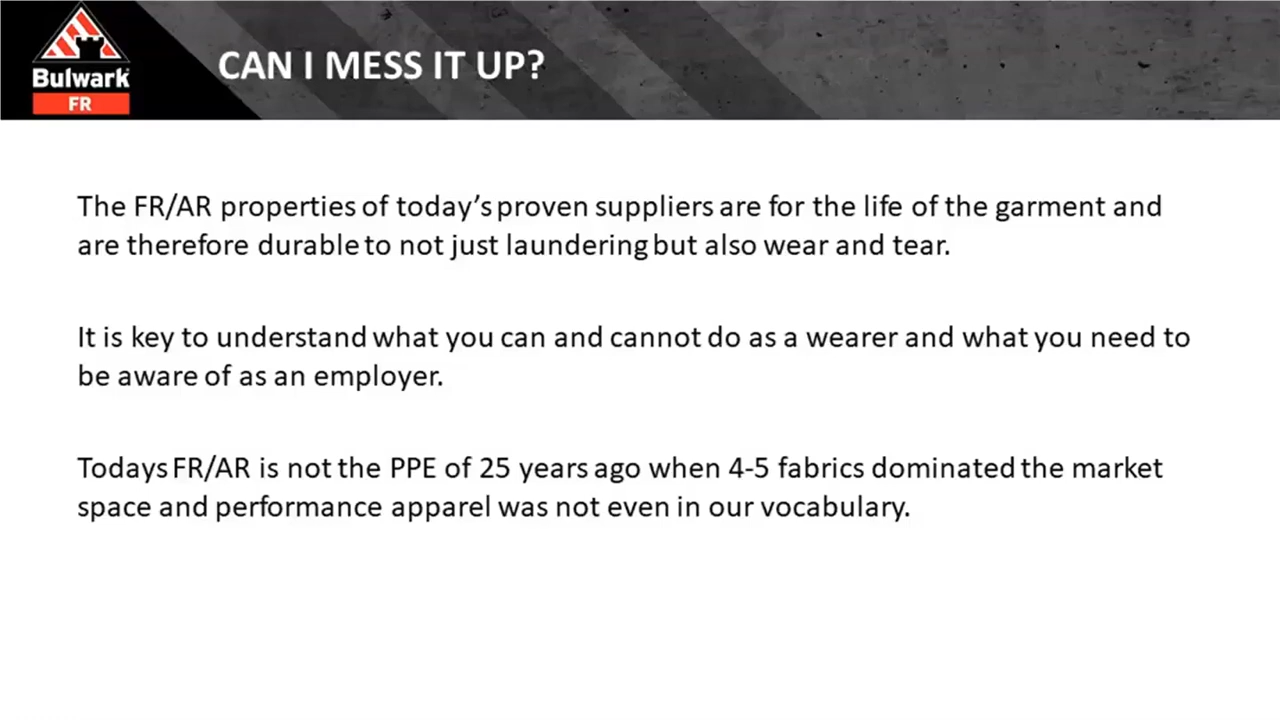 Bulwark
FR
CAN I MESS IT UP?
The FR/AR properties of today's proven suppliers are for the life of the garment and
are therefore durable to not just laundering but also wear and tear.
It is key to understand what you can and cannot do as a wearer and what you need to
be aware of as an employer.
Todays FR/AR is not the PPE of 25 years ago when 4-5 fabrics dominated the market
space and performance apparel was not even in our vocabulary.